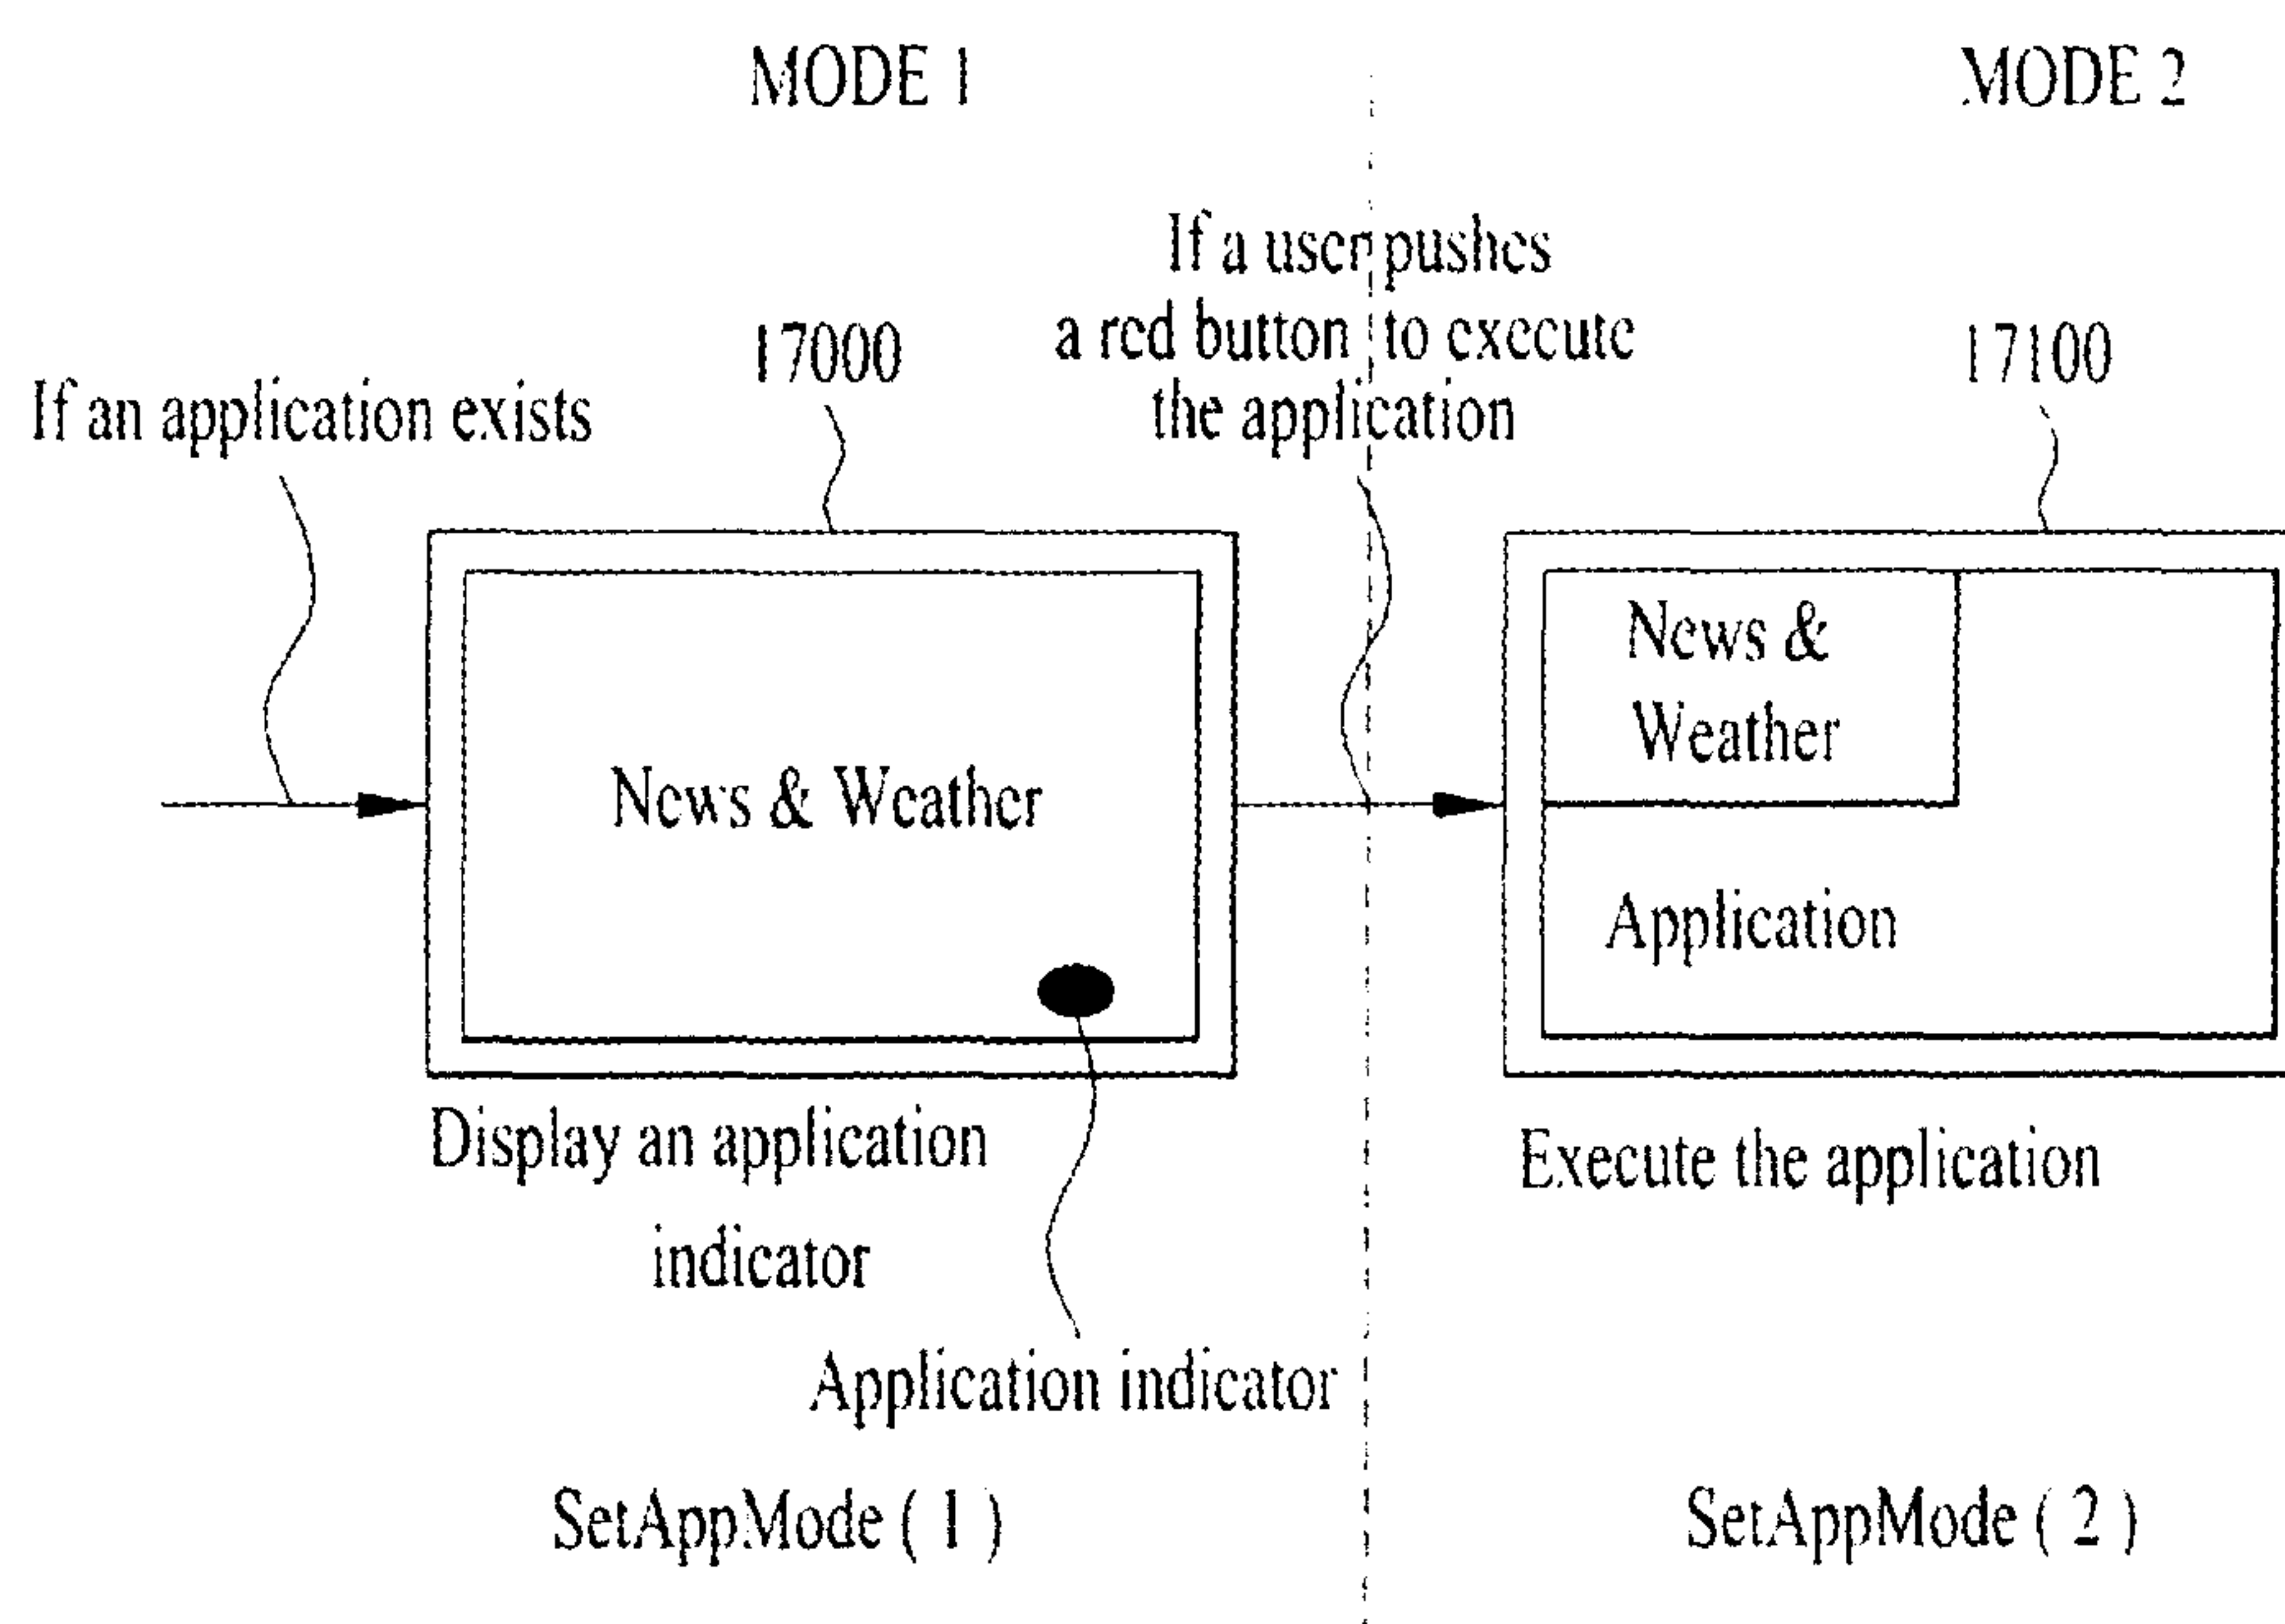 MODE 1
MODE 2
If a user pushes
a red button to execute
the application
17000
17100
If an application exists
News & Weather
News &
Weather
Application
Display an application
indicator
Execute the application
Application indicator
SetAppMode ( 1 )
SetAppMode ( 2 )